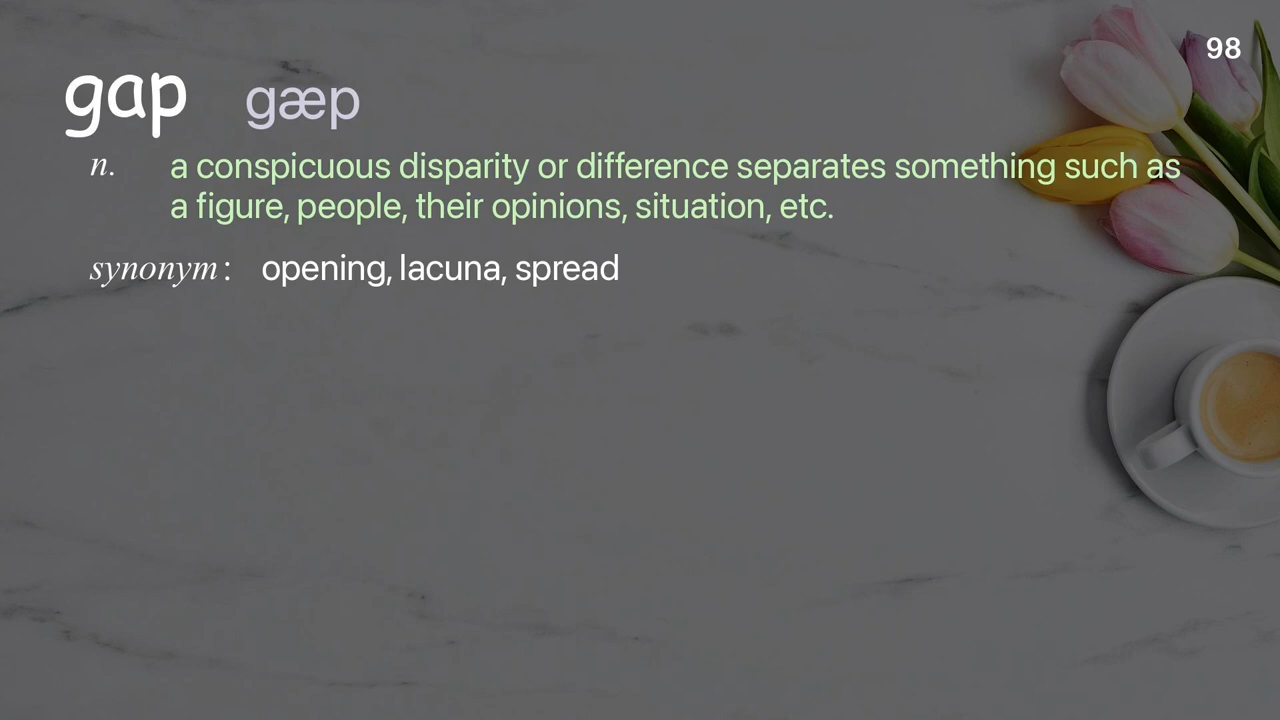 98
gap gæp
n. a conspicuous disparity or difference separates something such as
a figure, people, their opinions, situation, etc.
synonym : opening, lacuna, spread